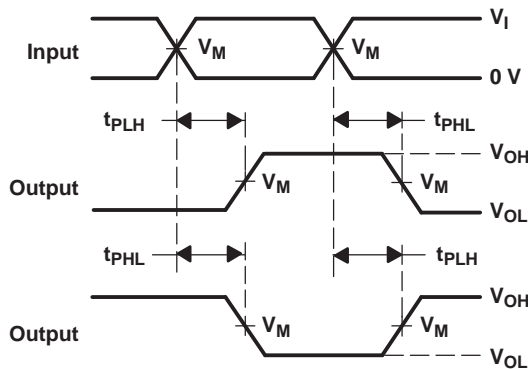 V_I
Input V_M V_M
0 V
t_PLH t_PHL
V_OH
Output V_M V_M
V_OL
t_PHL t_PLH
V_OH
Output V_M V_M
V_OL